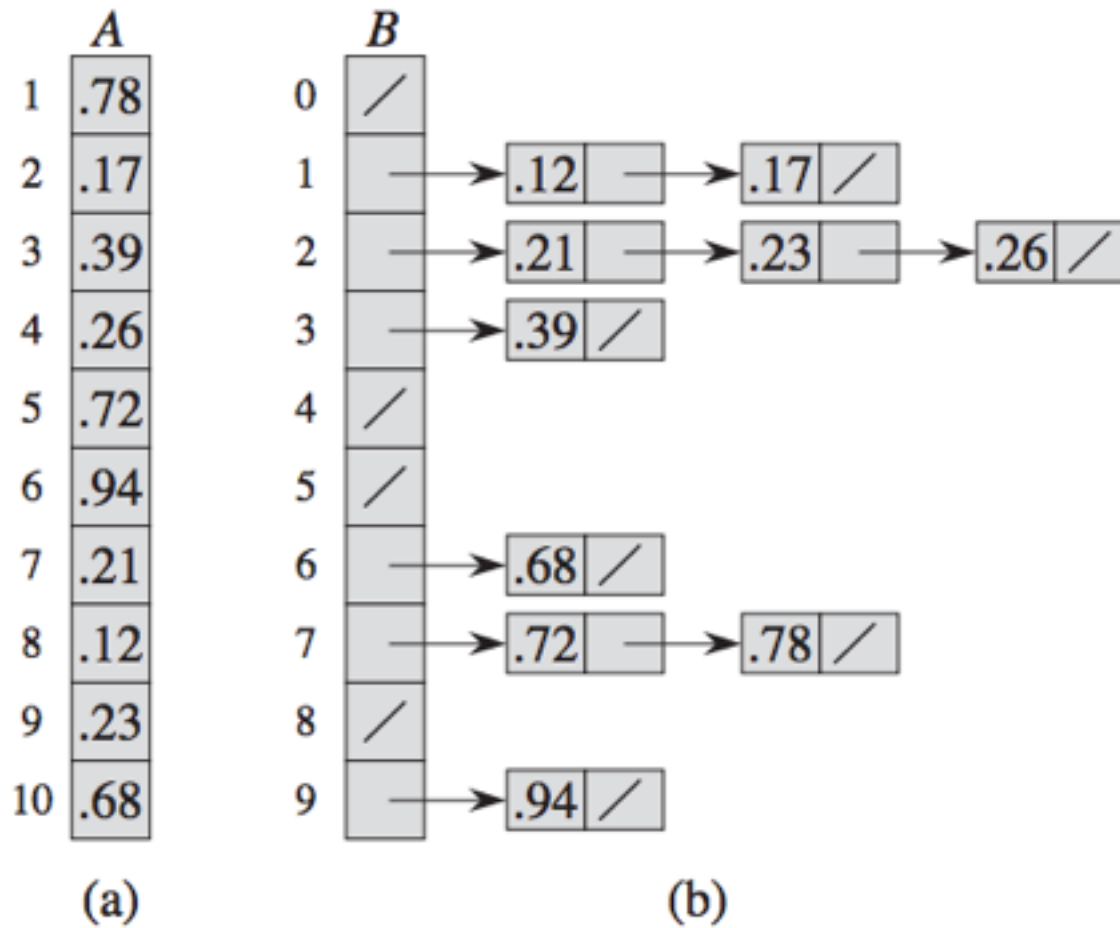 A B
1 .78 0
2 .17 1 .12 .17
3 .39 2 .21 .23 .26
4 .26 3 .39
5 .72 4
6 .94 5
7 .21 6 .68
8 .12 7 .72 .78
9 .23 8
10 .68 9 .94
(a) (b)